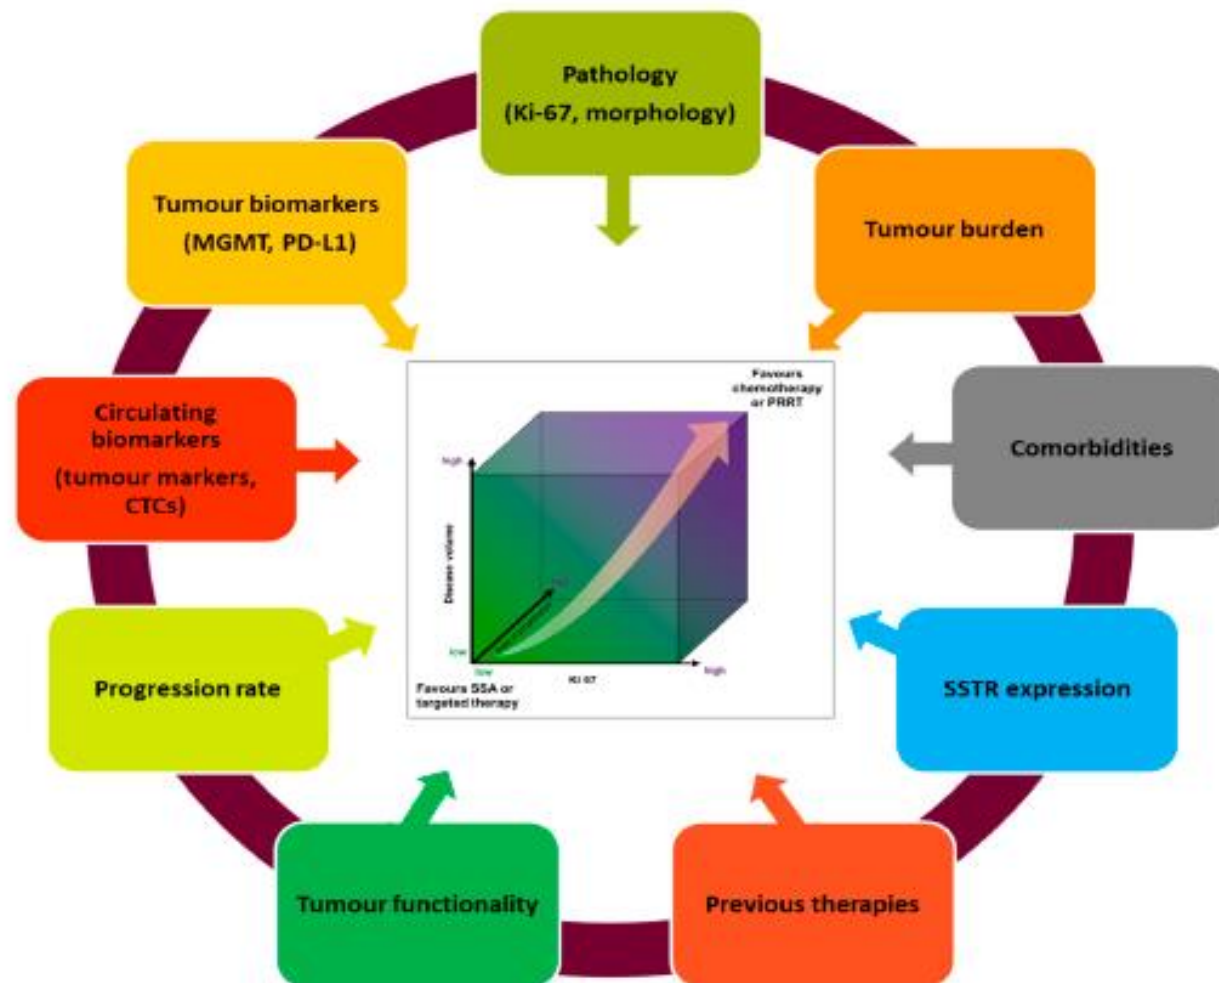 Pathology
(Ki-67, morphology)
Tumour biomarkers
(MGMT, PD-L1)
Tumour burden
Circulating
biomarkers
(tumour markers,
CTCs)
Comorbidities
Favours
chemotherapy
or PRRT
high
Disease volume
low
low
Ki 67
high
Favours SSA or
targeted therapy
Progression rate
SSTR expression
Tumour functionality
Previous therapies